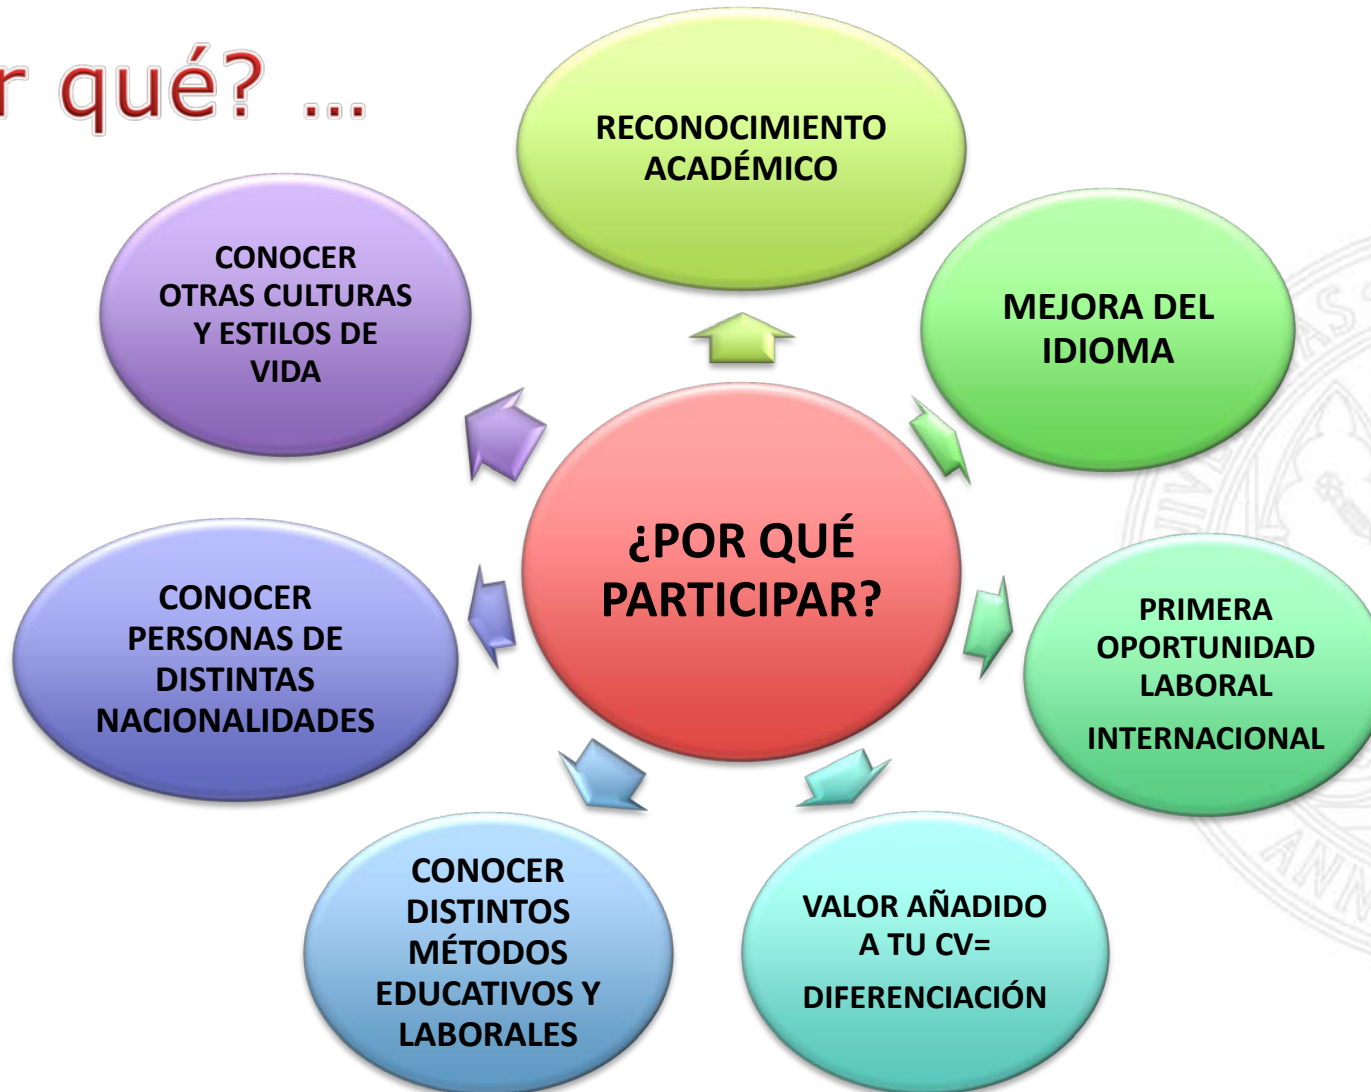 r qué? ...
RECONOCIMIENTO
ACADÉMICO
MEJORA DEL
IDIOMA
PRIMERA
OPORTUNIDAD
LABORAL
INTERNACIONAL
VALOR AÑADIDO
A TU CV=
DIFERENCIACIÓN
CONOCER
DISTINTOS
MÉTODOS
EDUCATIVOS Y
LABORALES
CONOCER
PERSONAS DE
DISTINTAS
NACIONALIDADES
CONOCER
OTRAS CULTURAS
Y ESTILOS DE
VIDA
¿POR QUÉ
PARTICIPAR?